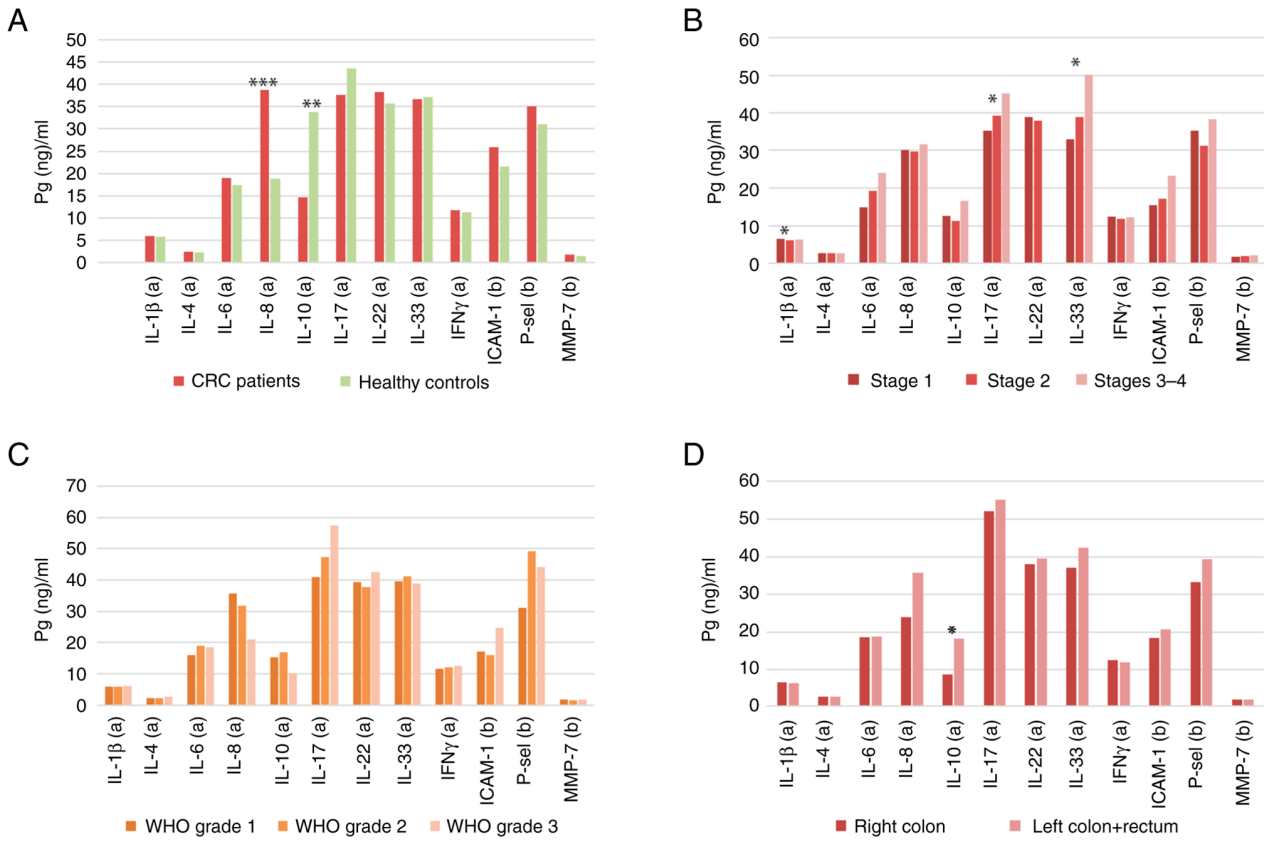 A
Pg (ng)/ml
50
45
40
35
30
25
20
15
10
5
0
***
**
IL-1β (a)
IL-4 (a)
IL-6 (a)
IL-8 (a)
IL-10 (a)
IL-17 (a)
IL-22 (a)
IL-33 (a)
IFNγ (a)
ICAM-1 (b)
P-sel (b)
MMP-7 (b)
CRC patients
Healthy controls
B
Pg (ng)/ml
60
50
40
30
20
10
0
*
*
*
IL-1β (a)
IL-4 (a)
IL-6 (a)
IL-8 (a)
IL-10 (a)
IL-17 (a)
IL-22 (a)
IL-33 (a)
IFNγ (a)
ICAM-1 (b)
P-sel (b)
MMP-7 (b)
Stage 1
Stage 2
Stages 3–4
C
Pg (ng)/ml
70
60
50
40
30
20
10
0
IL-1β (a)
IL-4 (a)
IL-6 (a)
IL-8 (a)
IL-10 (a)
IL-17 (a)
IL-22 (a)
IL-33 (a)
IFNγ (a)
ICAM-1 (b)
P-sel (b)
MMP-7 (b)
WHO grade 1
WHO grade 2
WHO grade 3
D
Pg (ng)/ml
60
50
40
30
20
10
0
*
IL-1β (a)
IL-4 (a)
IL-6 (a)
IL-8 (a)
IL-10 (a)
IL-17 (a)
IL-22 (a)
IL-33 (a)
IFNγ (a)
ICAM-1 (b)
P-sel (b)
MMP-7 (b)
Right colon
Left colon+rectum